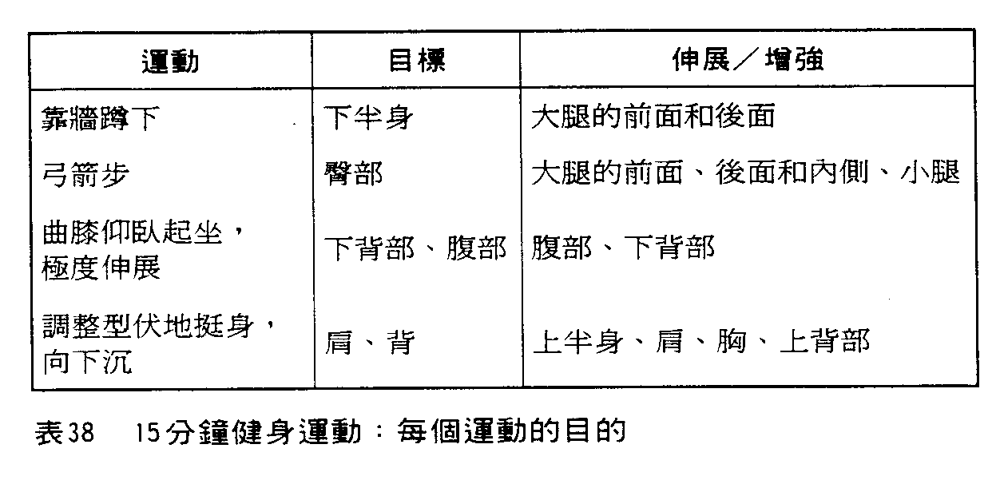 運動 目標 伸展／增強
靠牆蹲下 下半身 大腿的前面和後面
弓箭步 臀部 大腿的前面、後面和內側、小腿
曲膝仰臥起坐，
極度伸展 下背部、腹部 腹部、下背部
調整型伏地挺身，
向下沉 肩、背 上半身、肩、胸、上背部
表38 15分鐘健身運動：每個運動的目的